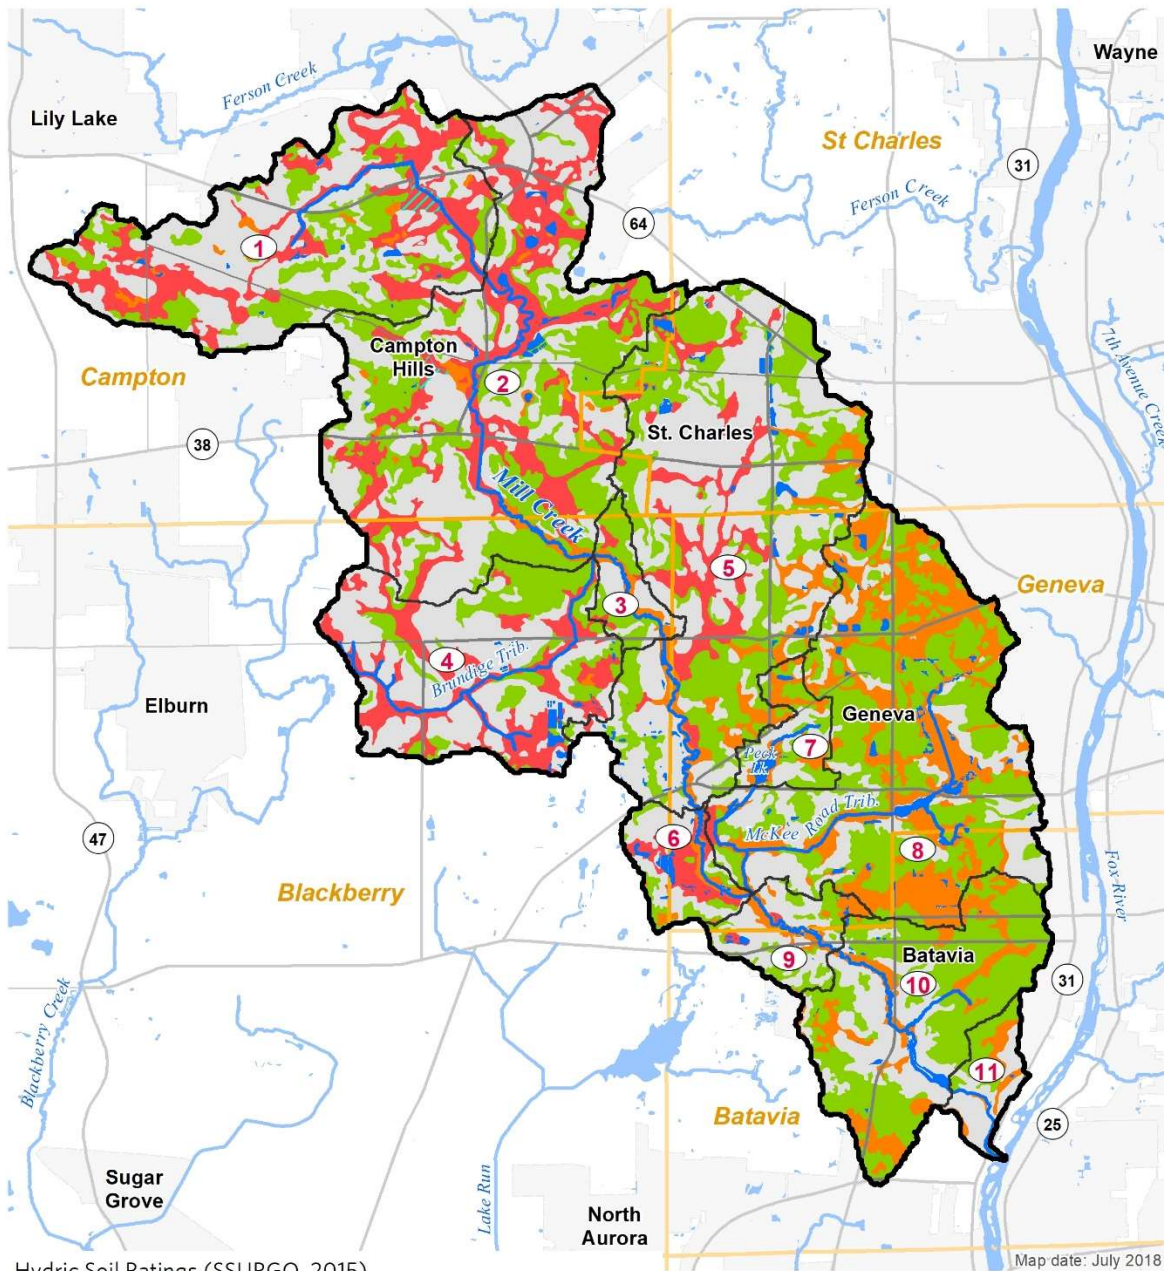 Wayne
Ferson Creek
Lily Lake
St Charles
31
Ferson Creek
64
1
7th Avenue Creek
Campton
Hills
Campton
2
38
St. Charles
Mill Creek
5
Geneva
3
4
Brundige Trib.
Elburn
Geneva
7
Peck
Lk.
McKee Road Trib.
47
6
8
Blackberry
Fox River
Batavia
9
10
31
Blackberry Creek
11
Batavia
25
Sugar
Grove
Lake Run
North
Aurora
Map date: July 2018
Hydric Soil Ratings (SSURGO, 2015)